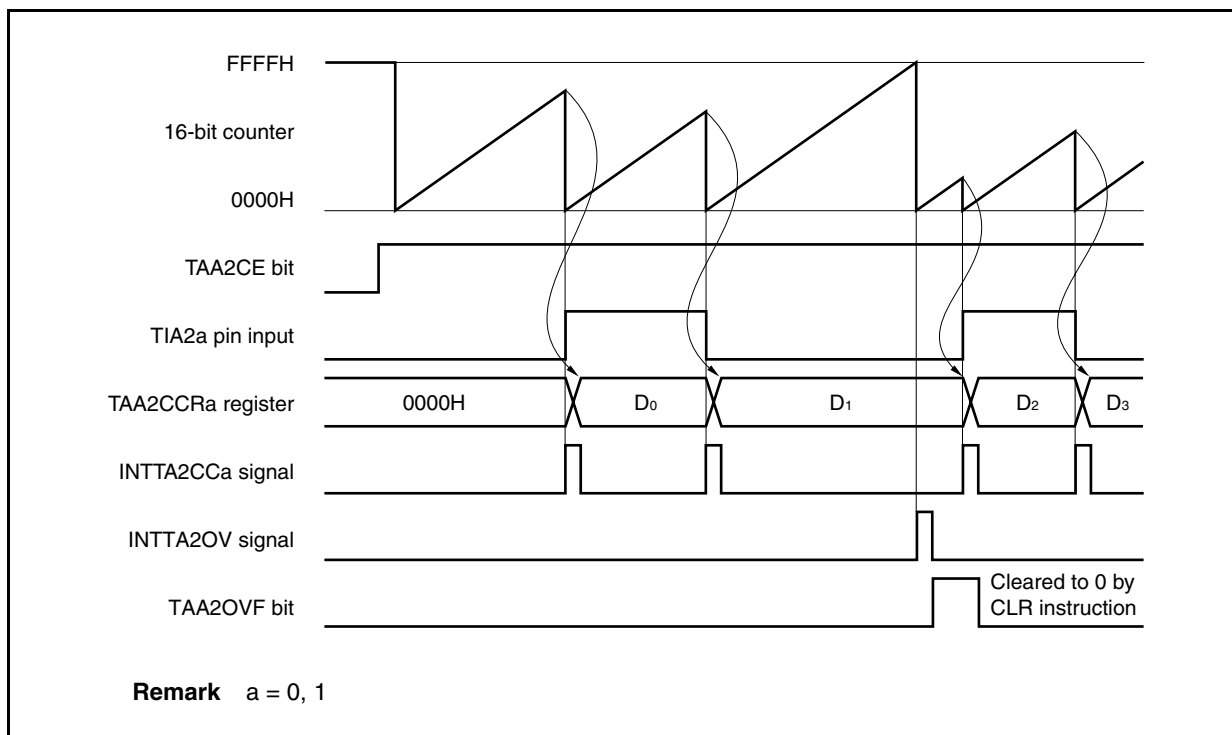 FFFFH
16-bit counter
0000H
TAA2CE bit
TIA2a pin input
TAA2CCRa register
0000H D0 D1 D2 D3
INTTA2CCa signal
INTTA2OV signal
TAA2OVF bit
Cleared to 0 by
CLR instruction
Remark a = 0, 1